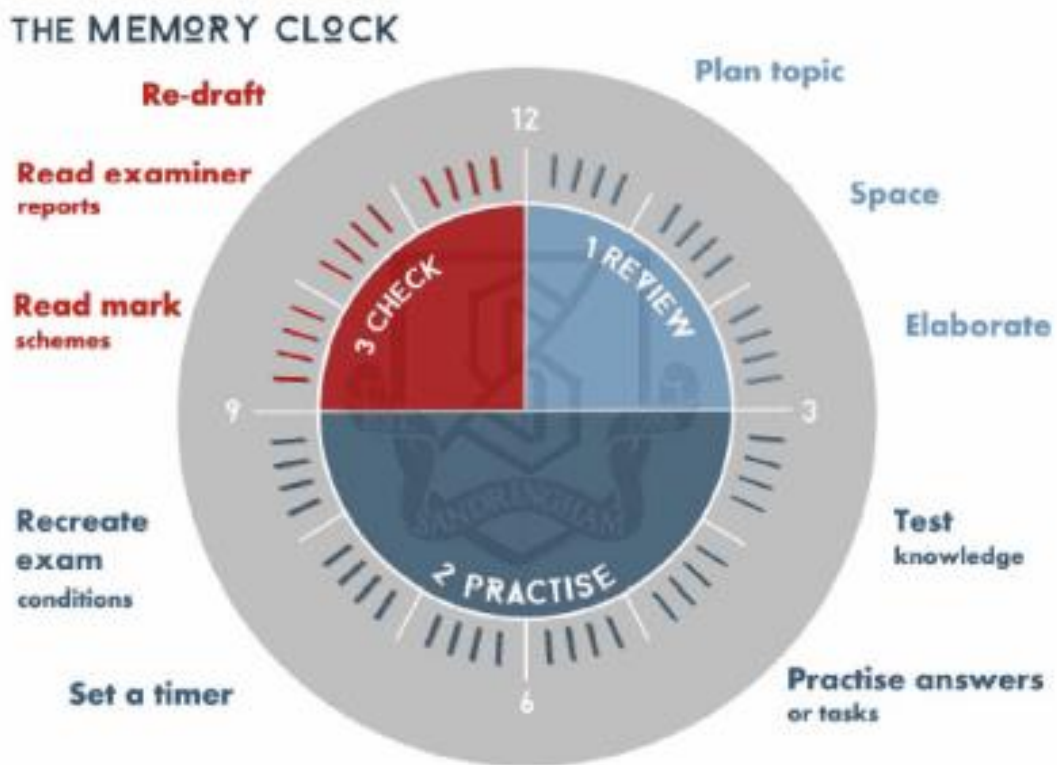 THE MEMORY CLOCK
Re-draft
Plan topic
12
Read examiner
reports
Space
1 REVIEW
3 CHECK
Read mark
schemes
Elaborate
9
3
SANDRINGHAM
Recreate
exam
conditions
Test
knowledge
2 PRACTISE
Set a timer
6
Practise answers
or tasks